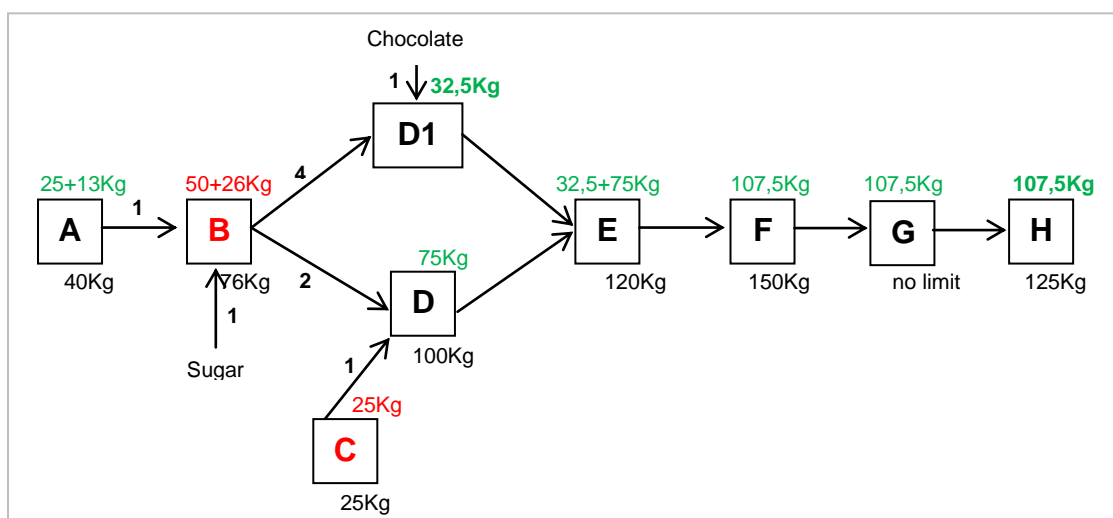 Chocolate
1
32,5Kg
D1
4
25+13Kg
1
50+26Kg
32,5+75Kg
107,5Kg
107,5Kg
107,5Kg
A
B
E
F
G
H
75Kg
2
D
40Kg
76Kg
120Kg
150Kg
no limit
125Kg
1
100Kg
Sugar
1
25Kg
C
25Kg